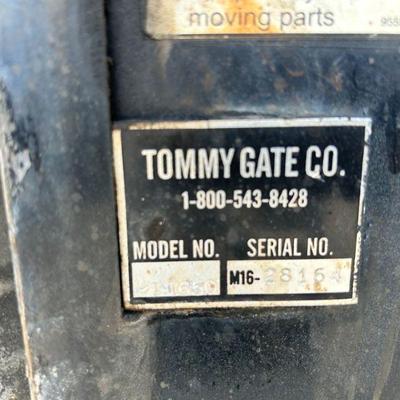 moving parts
TOMMY GATE CO.
1-800-543-8428
MODEL NO. SERIAL NO.
M16-28164